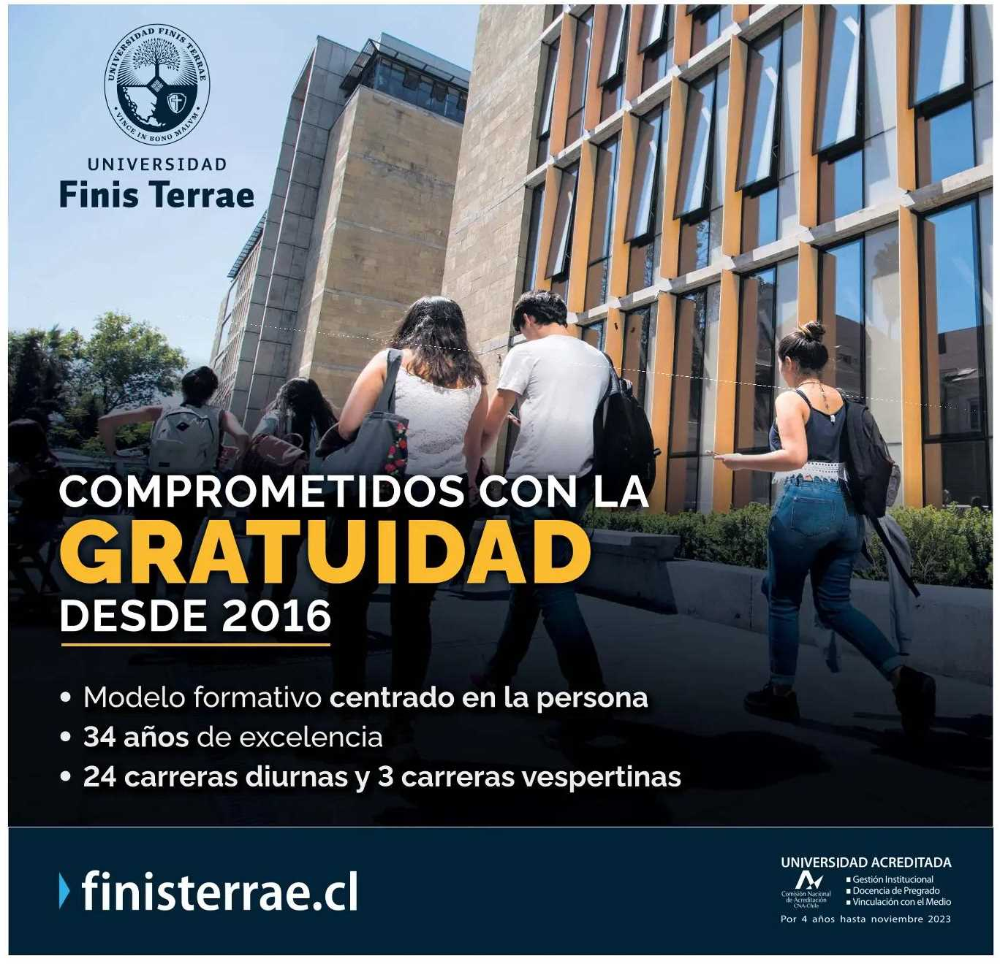 UNIVERSIDAD FINIS TERRAE
• VINCE IN BONO MALVM •
UNIVERSIDAD
Finis Terrae
COMPROMETIDOS CON LA
GRATUIDAD
DESDE 2016
• Modelo formativo centrado en la persona
• 34 años de excelencia
• 24 carreras diurnas y 3 carreras vespertinas
finisterrae.cl
UNIVERSIDAD ACREDITADA
Comisión Nacional
de Acreditación
CNA-Chile
▪ Gestión Institucional
▪ Docencia de Pregrado
▪ Vinculación con el Medio
Por 4 años hasta noviembre 2023